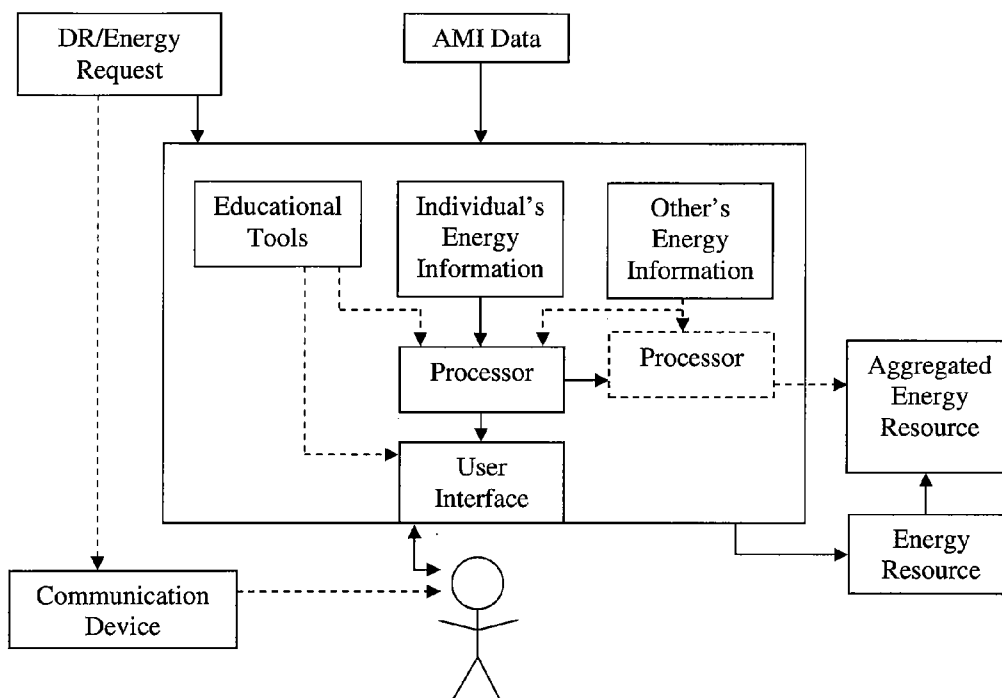 DR/Energy
Request
AMI Data
Educational
Tools
Individual's
Energy
Information
Other's
Energy
Information
Processor
Processor
User
Interface
Aggregated
Energy
Resource
Energy
Resource
Communication
Device